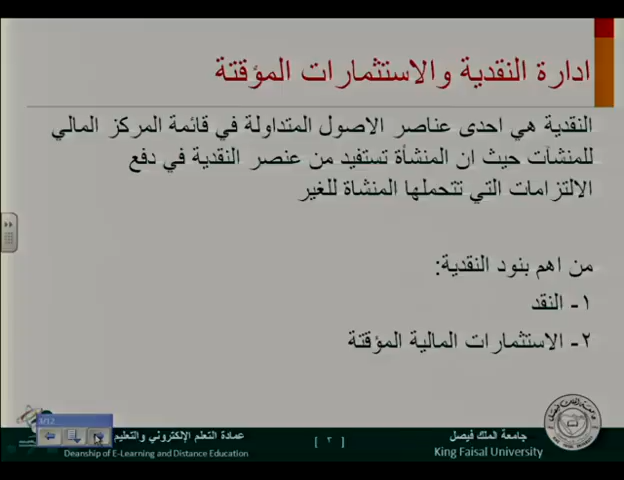 ادارة النقدية والاستثمارات المؤقتة
النقدية هي احدى عناصر الاصول المتداولة في قائمة المركز المالي
للمنشآت حيث ان المنشأة تستفيد من عنصر النقدية في دفع
الالتزامات التي تتحملها المنشاة للغير
من اهم بنود النقدية:
١- النقد
٢- الاستثمارات المالية المؤقتة
جامعة الملك فيصل
King Faisal University
[ ٣ ]
عمادة التعلم الإلكتروني والتعليم
Deanship of E-Learning and Distance Education